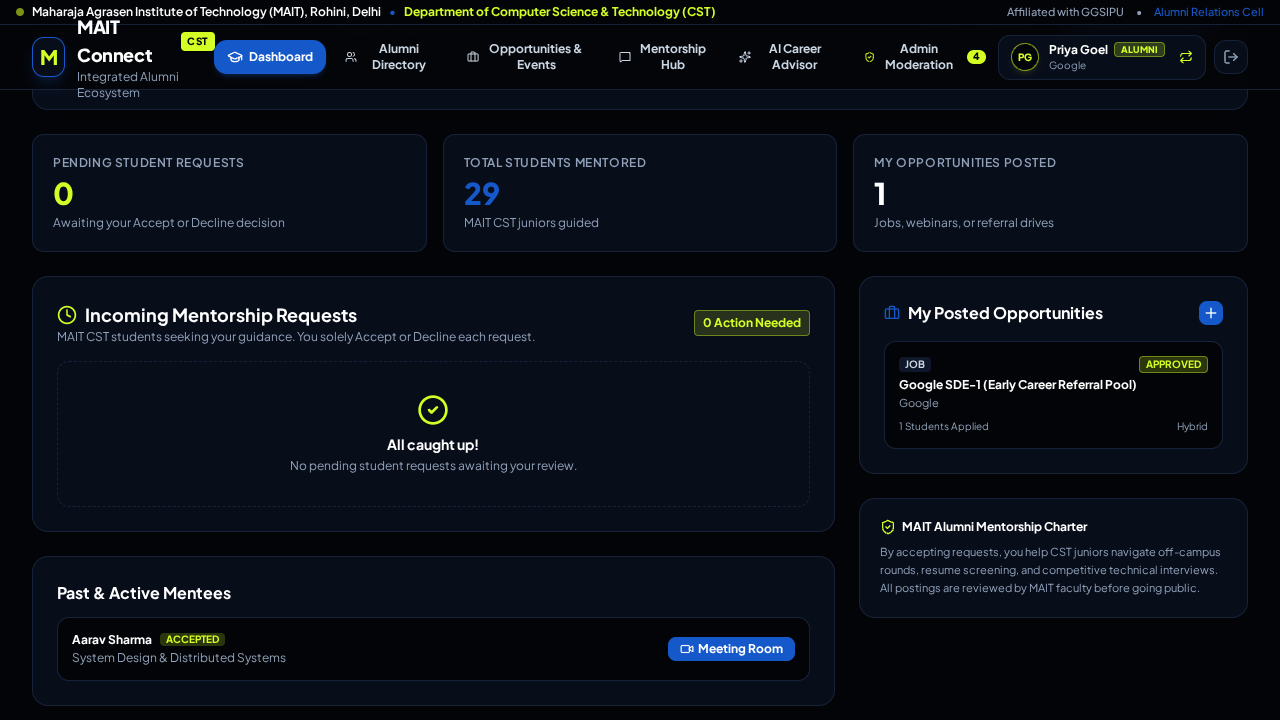 Maharaja Agrasen Institute of Technology (MAIT), Rohini, Delhi • Department of Computer Science & Technology (CST)
Affiliated with GGSIPU • Alumni Relations Cell
M
MAIT
Connect
CST
Integrated Alumni
Ecosystem
Dashboard
Alumni
Directory
Opportunities &
Events
Mentorship
Hub
AI Career
Advisor
Admin
Moderation
4
PG
Priya Goel ALUMNI
Google
PENDING STUDENT REQUESTS
0
Awaiting your Accept or Decline decision
TOTAL STUDENTS MENTORED
29
MAIT CST juniors guided
MY OPPORTUNITIES POSTED
1
Jobs, webinars, or referral drives
Incoming Mentorship Requests
MAIT CST students seeking your guidance. You solely Accept or Decline each request.
0 Action Needed
All caught up!
No pending student requests awaiting your review.
Past & Active Mentees
Aarav Sharma ACCEPTED
System Design & Distributed Systems
Meeting Room
My Posted Opportunities
JOB APPROVED
Google SDE-1 (Early Career Referral Pool)
Google
1 Students Applied Hybrid
MAIT Alumni Mentorship Charter
By accepting requests, you help CST juniors navigate off-campus
rounds, resume screening, and competitive technical interviews.
All postings are reviewed by MAIT faculty before going public.